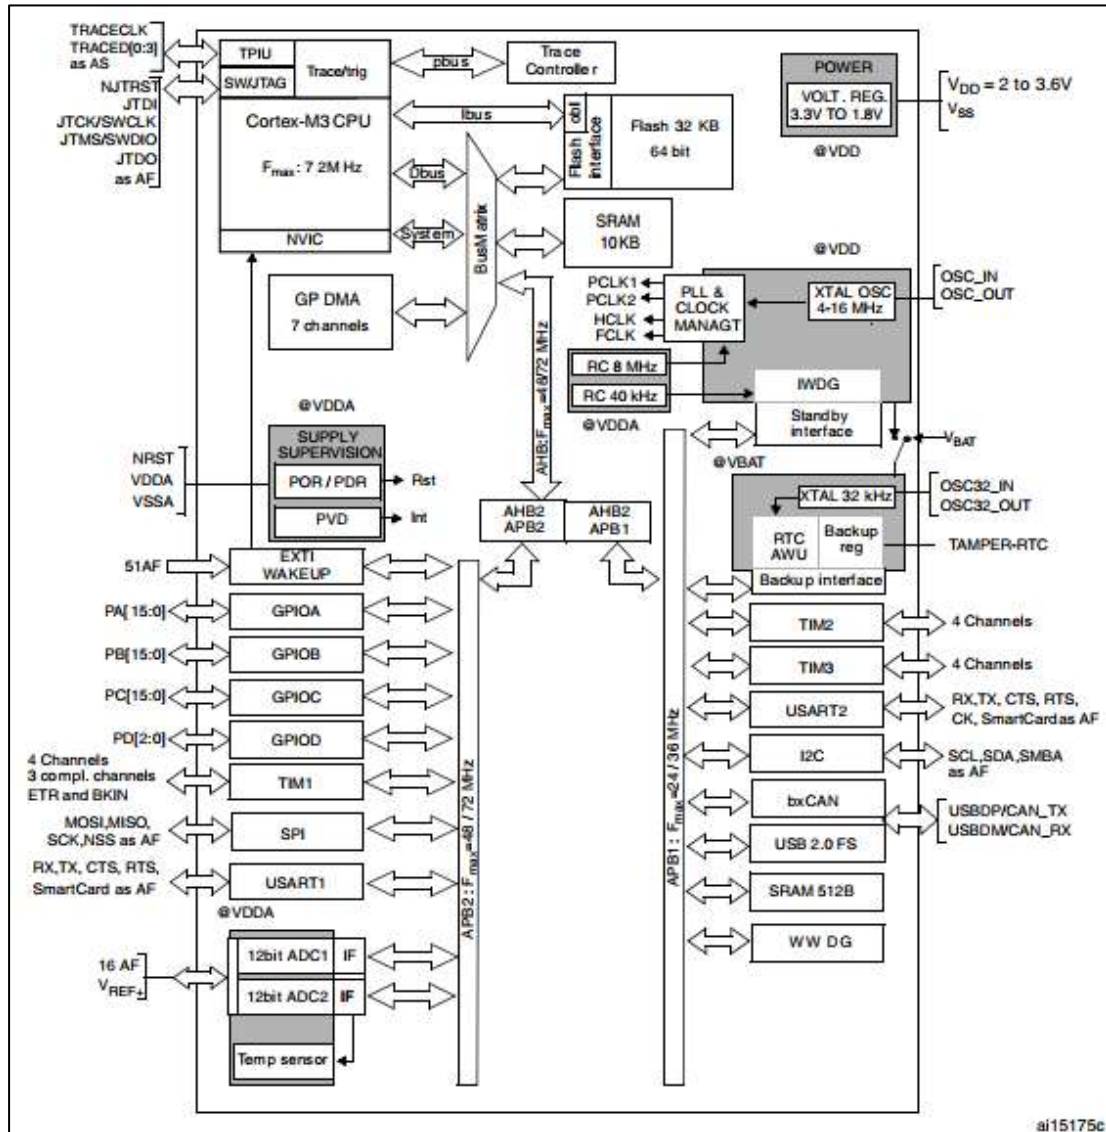 TRACECLK
TRACED[0:3]
as AS
NJTRST
JTDI
JTCK/SWCLK
JTMS/SWDIO
JTDO
as AF
TPIU
SW/JTAG
Trace/trig
Cortex-M3 CPU
Fmax: 7 2M Hz
NVIC
pbus
Trace
Controller
Ibus
Dbus
System
BusMatrix
Flash interface
obl
Flash 32 KB
64 bit
SRAM
10KB
POWER
VOLT. REG.
3.3V TO 1.8V
@VDD
VDD = 2 to 3.6V
VSS
GP DMA
7 channels
PCLK1
PCLK2
HCLK
FCLK
PLL &
CLOCK
MANAGT
@VDD
XTAL OSC
4-16 MHz
OSC_IN
OSC_OUT
RC 8 MHz
RC 40 kHz
@VDDA
IWDG
Standby
interface
VBAT
@VBAT
AHB:Fmax=48/72 MHz
@VDDA
SUPPLY
SUPERVISION
POR / PDR
PVD
Rst
Int
NRST
VDDA
VSSA
AHB2
APB2
AHB2
APB1
XTAL 32 kHz
OSC32_IN
OSC32_OUT
RTC
AWU
Backup
reg
TAMPER-RTC
Backup interface
51AF
EXTI
WAKEUP
PA[15:0]
GPIOA
PB[15:0]
GPIOB
PC[15:0]
GPIOC
PD[2:0]
GPIOD
4 Channels
3 compl. channels
ETR and BKIN
TIM1
MOSI,MISO,
SCK,NSS as AF
SPI
RX,TX, CTS, RTS,
SmartCard as AF
USART1
@VDDA
16 AF
VREF+
12bit ADC1
IF
12bit ADC2
IF
Temp sensor
APB2 : Fmax=48 / 72 MHz
APB1 : Fmax=24 / 36 MHz
TIM2
4 Channels
TIM3
4 Channels
USART2
RX,TX, CTS, RTS,
CK, SmartCard as AF
I2C
SCL,SDA,SMBA
as AF
bxCAN
USB 2.0 FS
USBDP/CAN_TX
USBDM/CAN_RX
SRAM 512B
WW DG
ai15175c